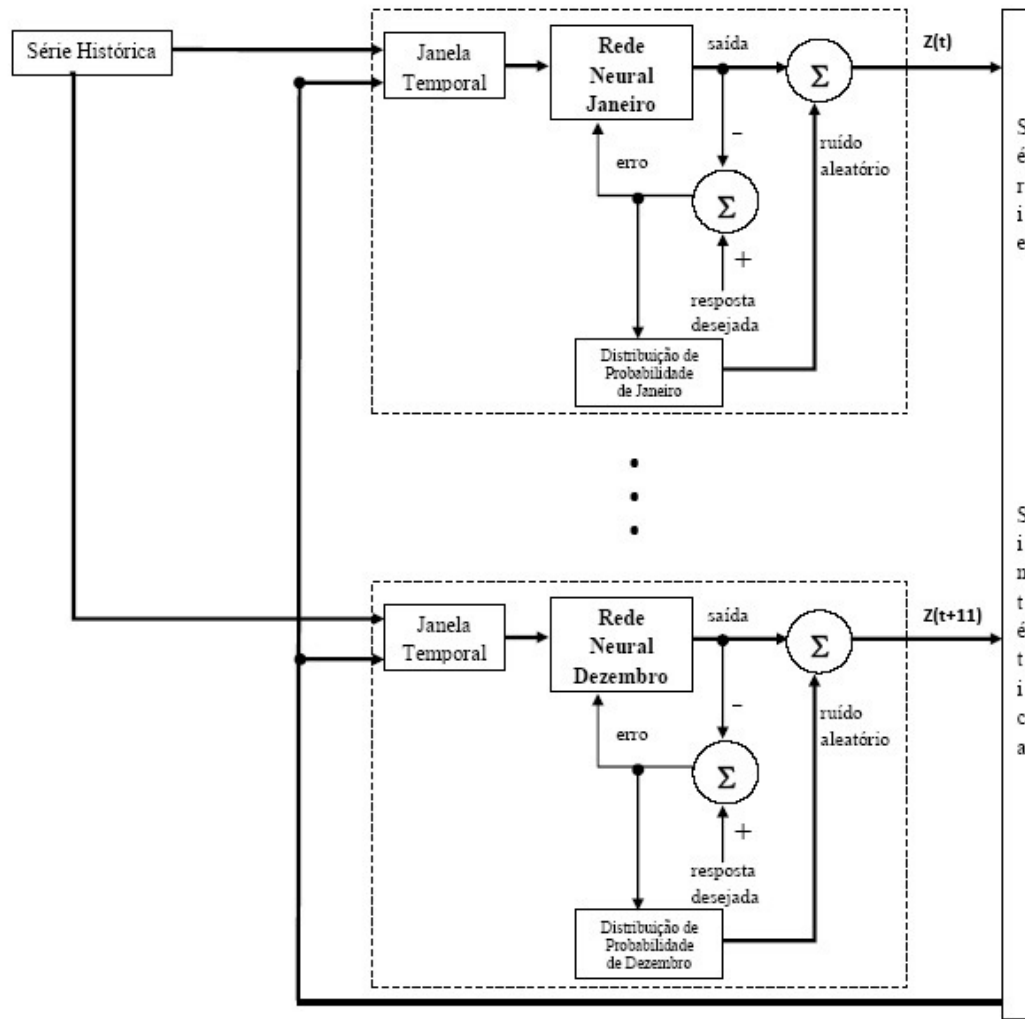 Série Histórica
Janela
Temporal
Rede
Neural
Janeiro
saída
Σ
Z(t)
–
erro
Σ
ruído
aleatório
+
resposta
desejada
Distribuição de
Probabilidade
de Janeiro
Janela
Temporal
Rede
Neural
Dezembro
saída
Σ
Z(t+11)
–
erro
Σ
ruído
aleatório
+
resposta
desejada
Distribuição de
Probabilidade
de Dezembro
S
é
r
i
e
S
i
n
t
é
t
i
c
a